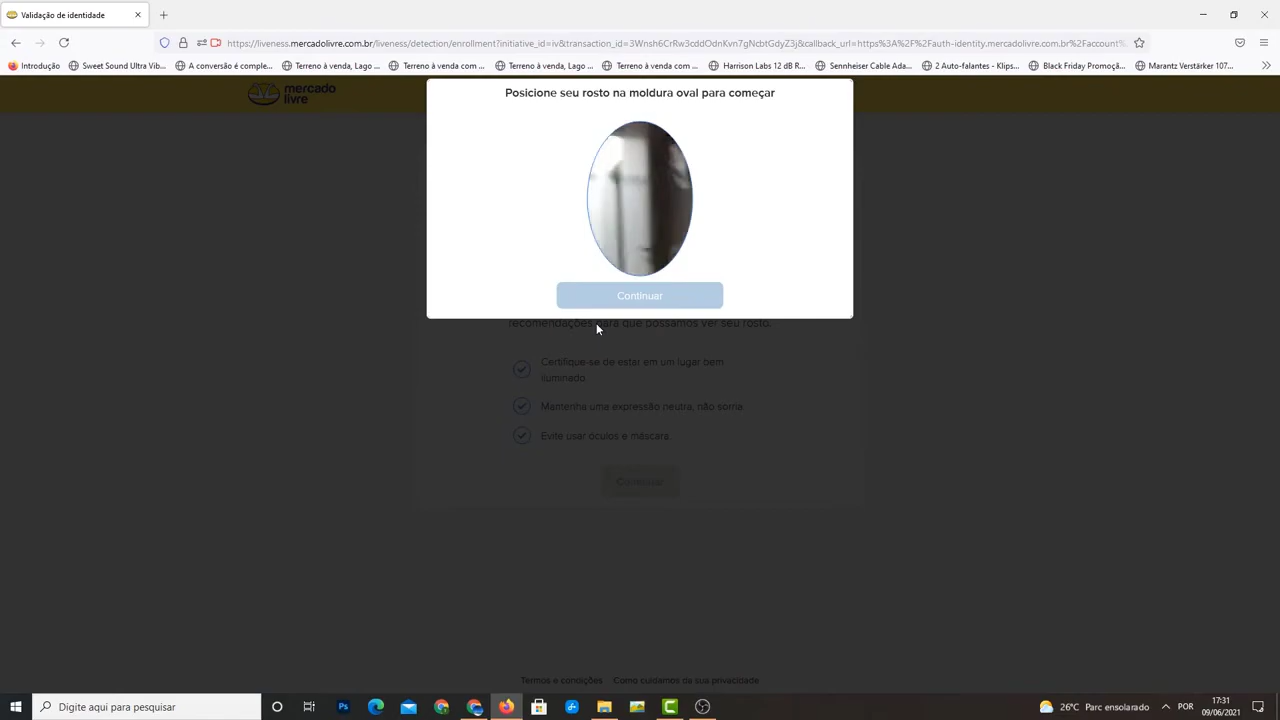 Validação de identidade
https://liveness.mercadolivre.com.br/liveness/detection/enrollment?initiative_id=iv&transaction_id=3Wnsh6CrRw3cddOdnKvn7gNcbtGdyZ3j&callback_url=https%3A%2F%2Fauth-identity.mercadolivre.com.br%2Faccount%
Introdução
Sweet Sound Ultra Vib...
A conversão é comple...
Terreno à venda, Lago ...
Terreno à venda com ...
Terreno à venda, Lago ...
Terreno à venda com ...
Harrison Labs 12 dB R...
Sennheiser Cable Ada...
2 Auto-falantes - Klips...
Black Friday Promoçã...
Marantz Verstärker 107...
mercado
livre
Posicione seu rosto na moldura oval para começar
Continuar
recomendações para que possamos ver seu rosto.
Certifique-se de estar em um lugar bem
iluminado.
Mantenha uma expressão neutra, não sorria.
Evite usar óculos e máscara.
Continuar
Termos e condições Como cuidamos da sua privacidade
Digite aqui para pesquisar
Ps
26°C Parc ensolarado
POR
17:31
09/06/2021